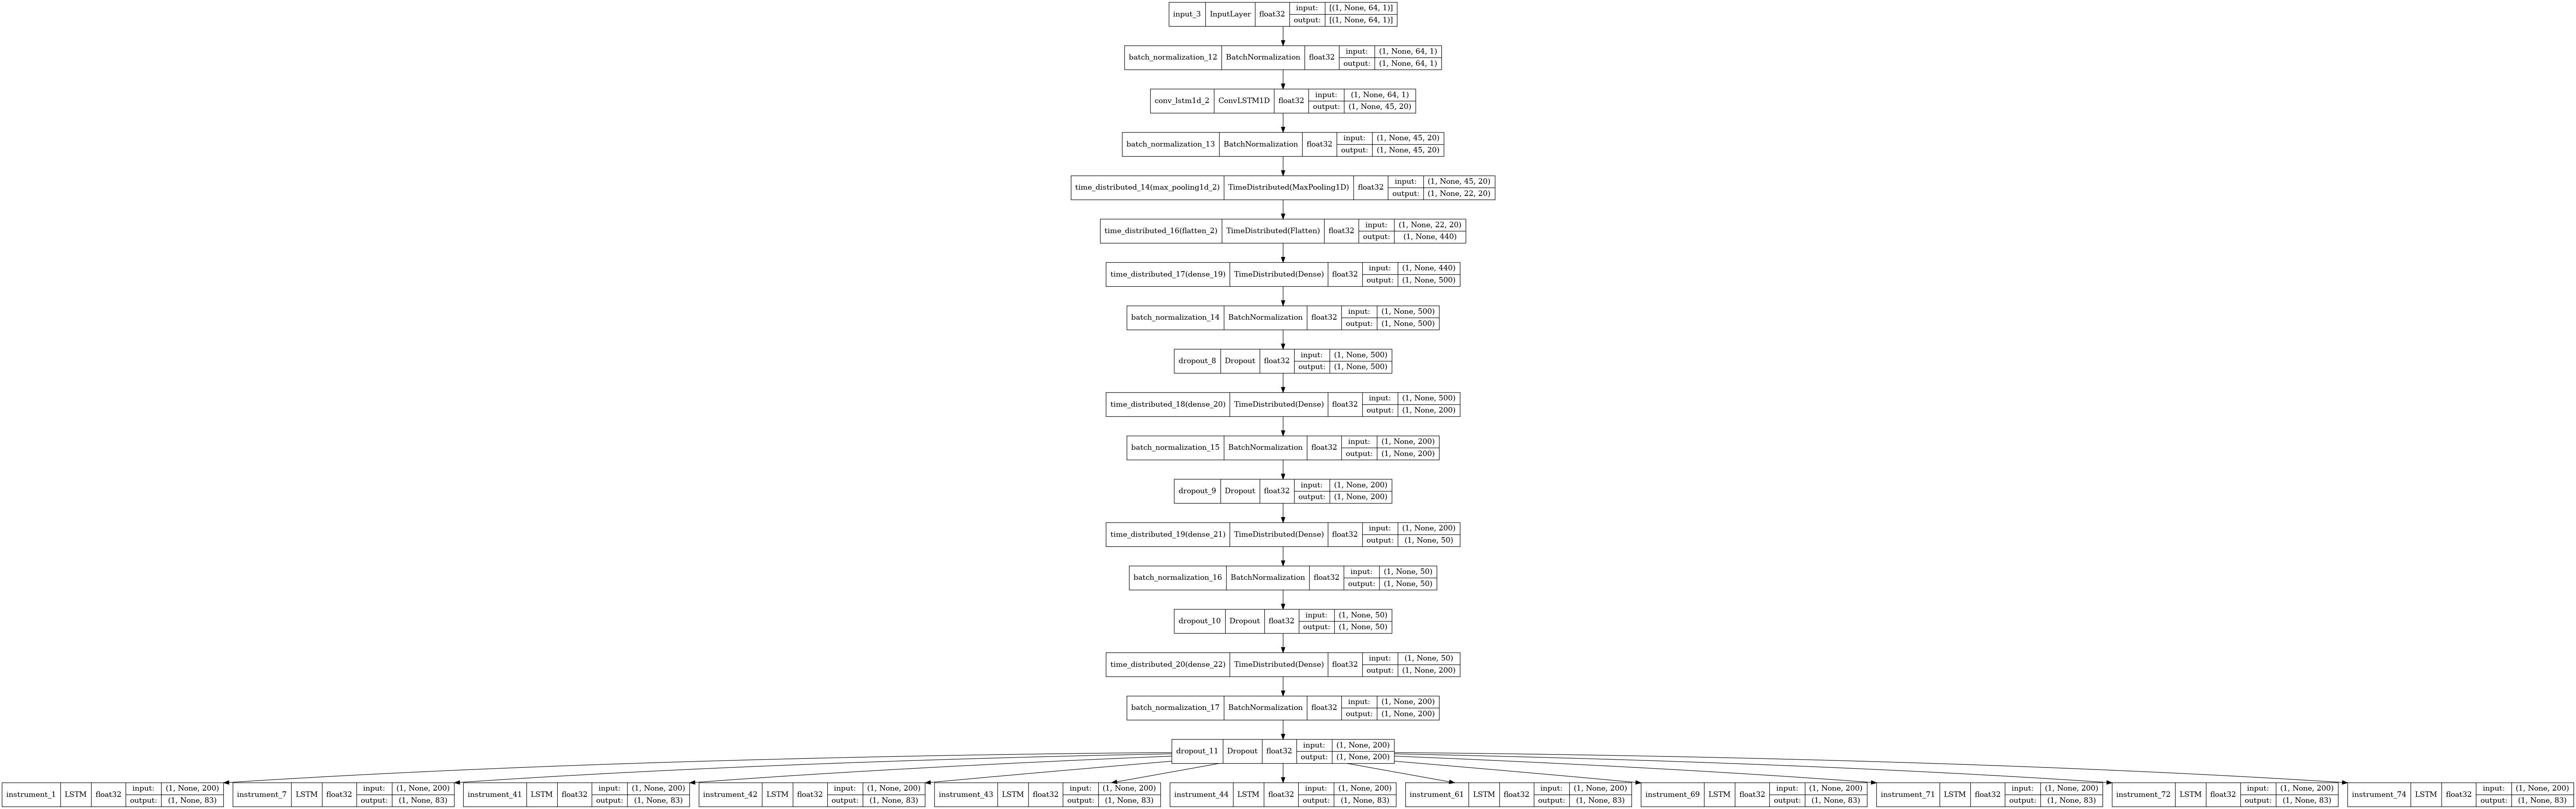 input_3 InputLayer float32 input: [(1, None, 64, 1)]
output: [(1, None, 64, 1)]
batch_normalization_12 BatchNormalization float32 input: (1, None, 64, 1)
output: (1, None, 64, 1)
conv_lstm1d_2 ConvLSTM1D float32 input: (1, None, 64, 1)
output: (1, None, 45, 20)
batch_normalization_13 BatchNormalization float32 input: (1, None, 45, 20)
output: (1, None, 45, 20)
time_distributed_14(max_pooling1d_2) TimeDistributed(MaxPooling1D) float32 input: (1, None, 45, 20)
output: (1, None, 22, 20)
time_distributed_16(flatten_2) TimeDistributed(Flatten) float32 input: (1, None, 22, 20)
output: (1, None, 440)
time_distributed_17(dense_19) TimeDistributed(Dense) float32 input: (1, None, 440)
output: (1, None, 500)
batch_normalization_14 BatchNormalization float32 input: (1, None, 500)
output: (1, None, 500)
dropout_8 Dropout float32 input: (1, None, 500)
output: (1, None, 500)
time_distributed_18(dense_20) TimeDistributed(Dense) float32 input: (1, None, 500)
output: (1, None, 200)
batch_normalization_15 BatchNormalization float32 input: (1, None, 200)
output: (1, None, 200)
dropout_9 Dropout float32 input: (1, None, 200)
output: (1, None, 200)
time_distributed_19(dense_21) TimeDistributed(Dense) float32 input: (1, None, 200)
output: (1, None, 50)
batch_normalization_16 BatchNormalization float32 input: (1, None, 50)
output: (1, None, 50)
dropout_10 Dropout float32 input: (1, None, 50)
output: (1, None, 50)
time_distributed_20(dense_22) TimeDistributed(Dense) float32 input: (1, None, 50)
output: (1, None, 200)
batch_normalization_17 BatchNormalization float32 input: (1, None, 200)
output: (1, None, 200)
dropout_11 Dropout float32 input: (1, None, 200)
output: (1, None, 200)
instrument_1 LSTM float32 input: (1, None, 200)
output: (1, None, 83)
instrument_7 LSTM float32 input: (1, None, 200)
output: (1, None, 83)
instrument_41 LSTM float32 input: (1, None, 200)
output: (1, None, 83)
instrument_42 LSTM float32 input: (1, None, 200)
output: (1, None, 83)
instrument_43 LSTM float32 input: (1, None, 200)
output: (1, None, 83)
instrument_44 LSTM float32 input: (1, None, 200)
output: (1, None, 83)
instrument_61 LSTM float32 input: (1, None, 200)
output: (1, None, 83)
instrument_69 LSTM float32 input: (1, None, 200)
output: (1, None, 83)
instrument_71 LSTM float32 input: (1, None, 200)
output: (1, None, 83)
instrument_72 LSTM float32 input: (1, None, 200)
output: (1, None, 83)
instrument_74 LSTM float32 input: (1, None, 200)
output: (1, None, 83)